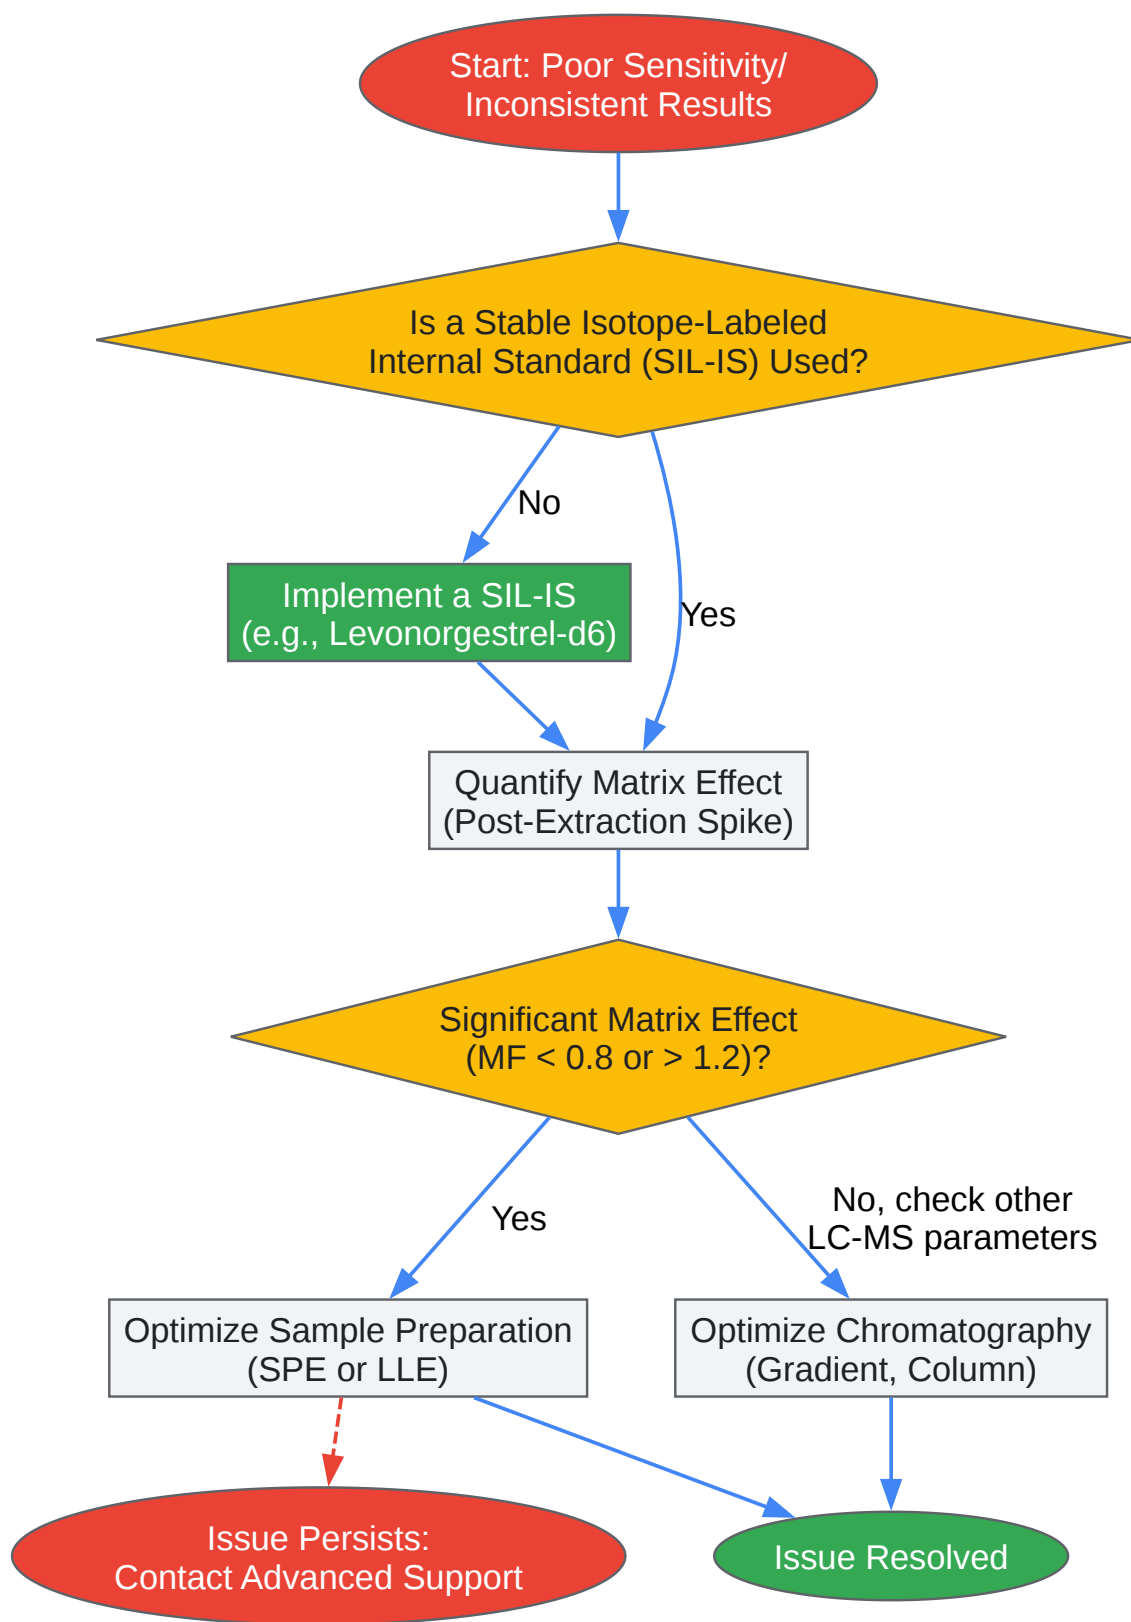 Start: Poor Sensitivity/
Inconsistent Results
Is a Stable Isotope-Labeled
Internal Standard (SIL-IS) Used?
No
Implement a SIL-IS
(e.g., Levonorgestrel-d6)
Yes
Quantify Matrix Effect
(Post-Extraction Spike)
Significant Matrix Effect
(MF < 0.8 or > 1.2)?
Yes
No, check other
LC-MS parameters
Optimize Sample Preparation
(SPE or LLE)
Optimize Chromatography
(Gradient, Column)
Issue Persists:
Contact Advanced Support
Issue Resolved